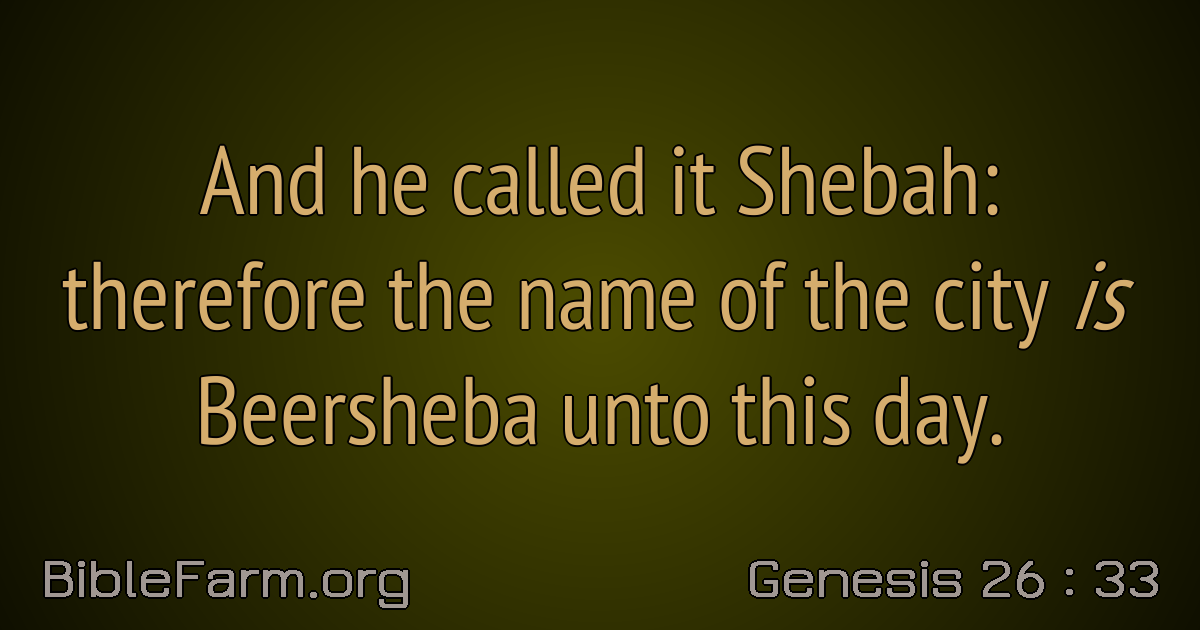 And he called it Shebah:
therefore the name of the city is
Beersheba unto this day.
BibleFarm.org
Genesis 26 : 33